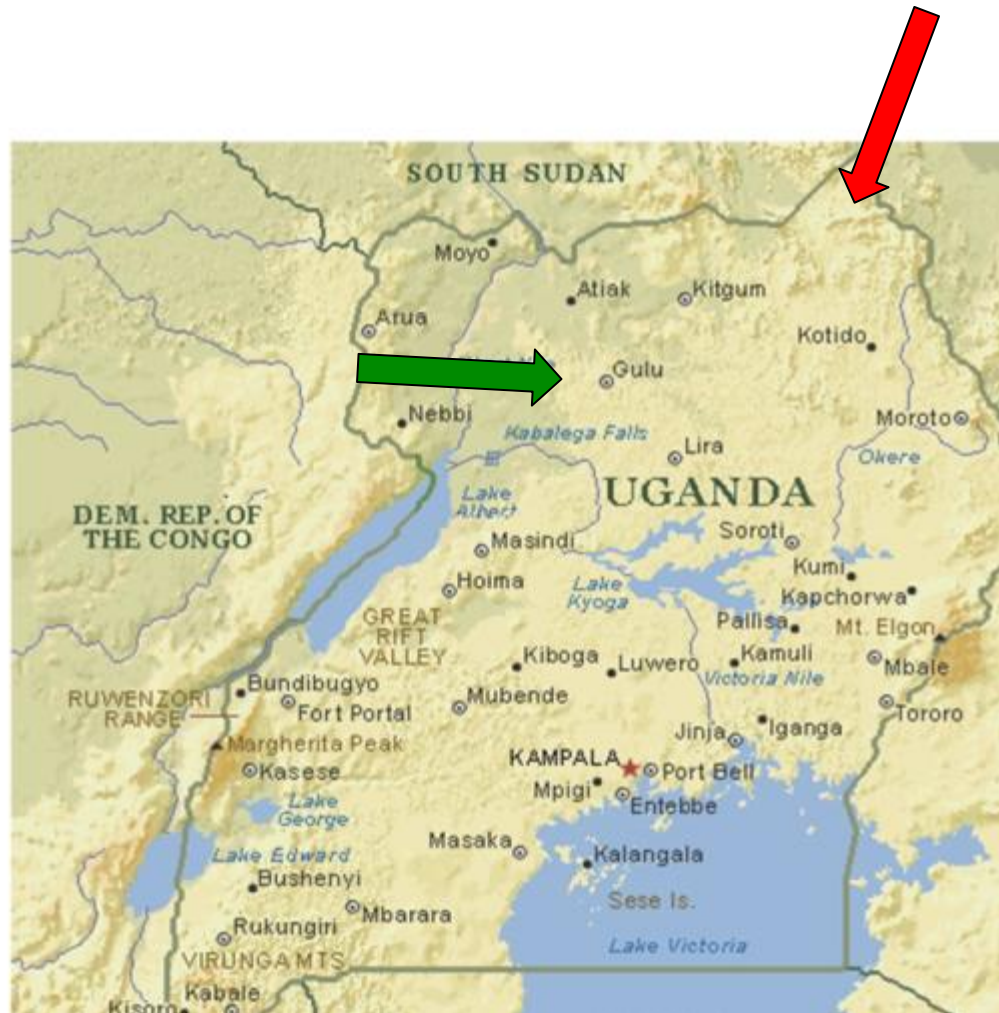 SOUTH SUDAN
Moyo
Atiak
Kitgum
Arua
Kotido
Gulu
Nebbi
Moroto
Kabalega Falls
Lira
Okere
UGANDA
Lake
Albert
DEM. REP. OF
THE CONGO
Soroti
Masindi
Kumi
Hoima
Lake
Kyoga
Kapchorwa
GREAT
RIFT
VALLEY
Pallisa
Mt. Elgon
Kiboga
Luwero
Kamuli
Mbale
Victoria Nile
Bundibugyo
RUWENZORI
RANGE
Fort Portal
Mubende
Tororo
Iganga
Jinja
Margherita Peak
KAMPALA
Port Bell
Kasese
Mpigi
Entebbe
Lake
George
Masaka
Lake Edward
Kalangala
Bushenyi
Sese Is.
Mbarara
Rukungiri
Lake Victoria
VIRUNGA MTS
Kabale
Kisoro